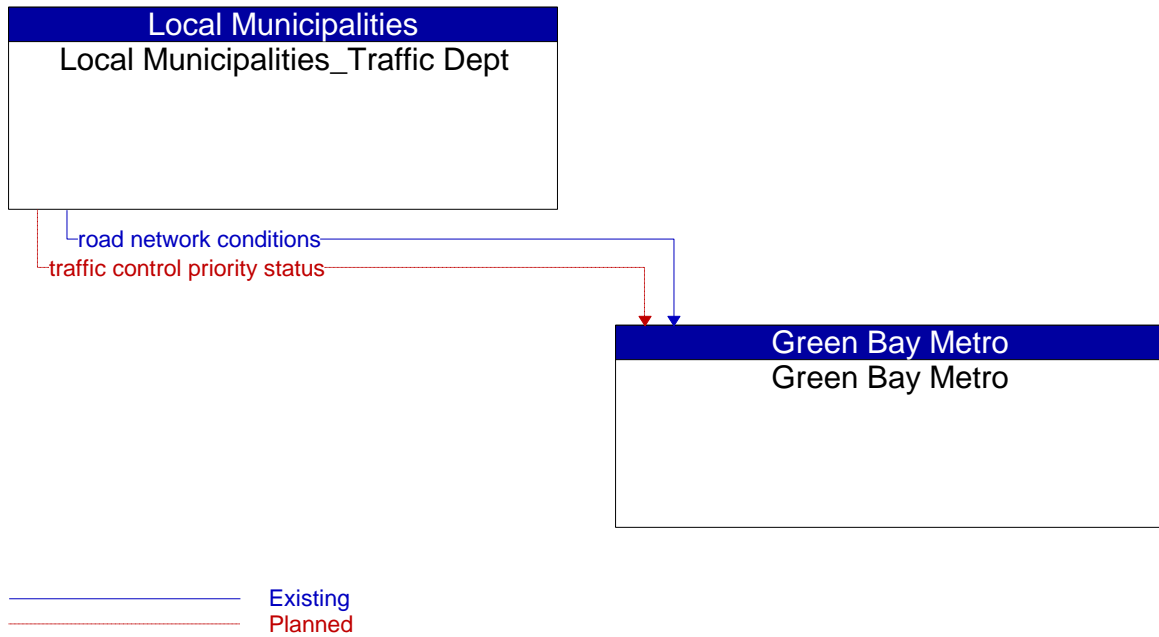 Local Municipalities
Local Municipalities_Traffic Dept
road network conditions
traffic control priority status
Green Bay Metro
Green Bay Metro
Existing
Planned